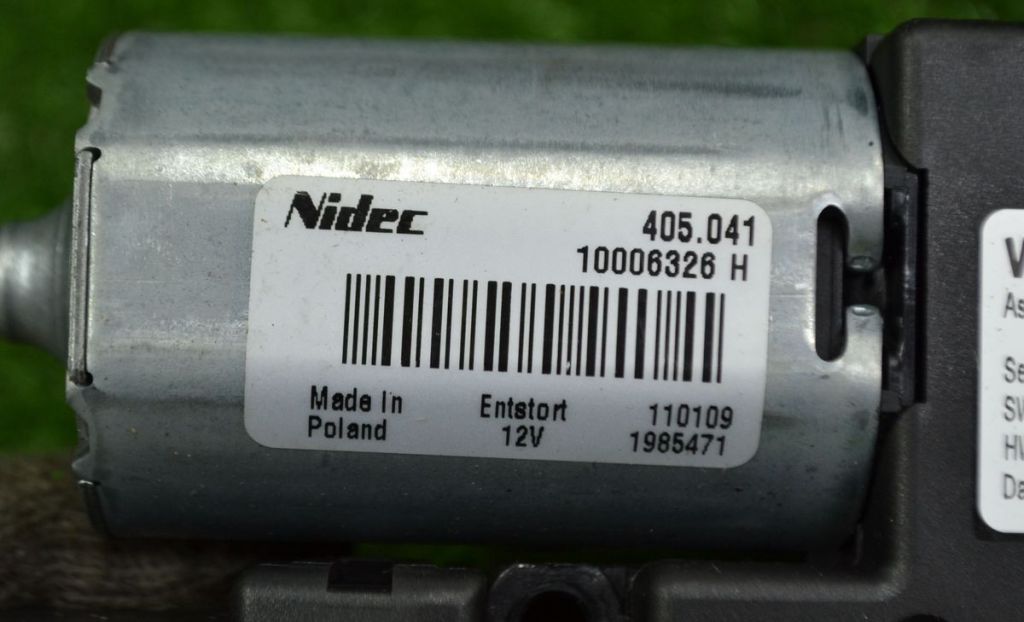 Nidec
405.041
10006326 H
Made in
Poland
Entstort
12V
110109
1985471